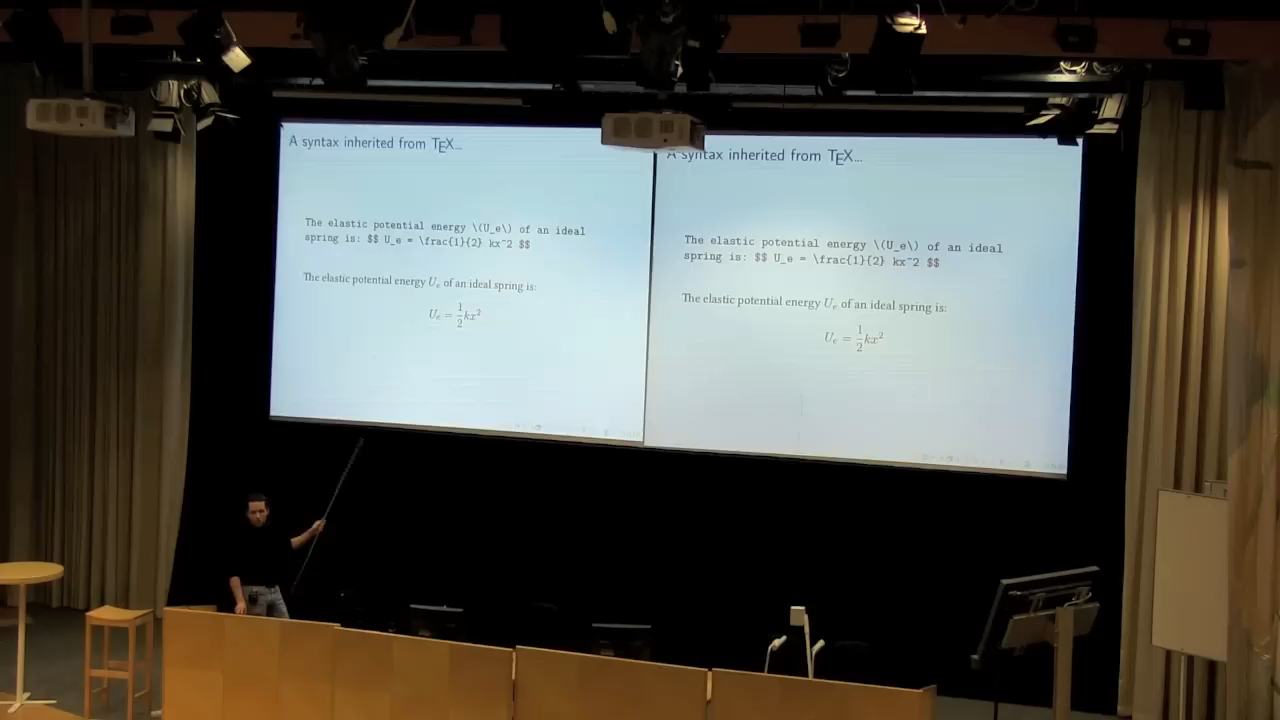 A syntax inherited from TEX...
The elastic potential energy \(U_e\) of an ideal
spring is: $$ U_e = \frac{1}{2} kx^2 $$
The elastic potential energy Ue of an ideal spring is:
Ue = 1/2 kx²
A syntax inherited from TEX...
The elastic potential energy \(U_e\) of an ideal
spring is: $$ U_e = \frac{1}{2} kx^2 $$
The elastic potential energy Ue of an ideal spring is:
Ue = 1/2 kx²